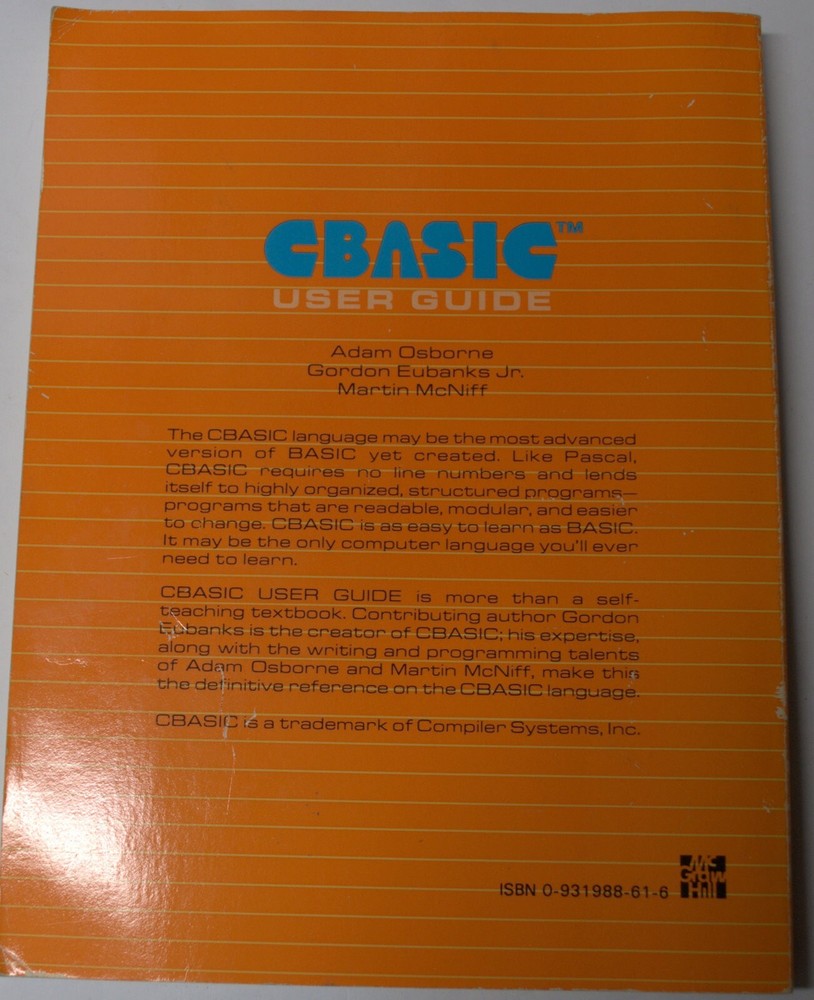 CBASIC™
USER GUIDE
Adam Osborne
Gordon Eubanks Jr.
Martin McNiff
The CBASIC language may be the most advanced
version of BASIC yet created. Like Pascal,
CBASIC requires no line numbers and lends
itself to highly organized, structured programs—
programs that are readable, modular, and easier
to change. CBASIC is as easy to learn as BASIC.
It may be the only computer language you'll ever
need to learn.
CBASIC USER GUIDE is more than a self-
teaching textbook. Contributing author Gordon
Eubanks is the creator of CBASIC; his expertise,
along with the writing and programming talents
of Adam Osborne and Martin McNiff, make this
the definitive reference on the CBASIC language.
CBASIC is a trademark of Compiler Systems, Inc.
ISBN 0-931988-61-6
Mc
Graw
Hill